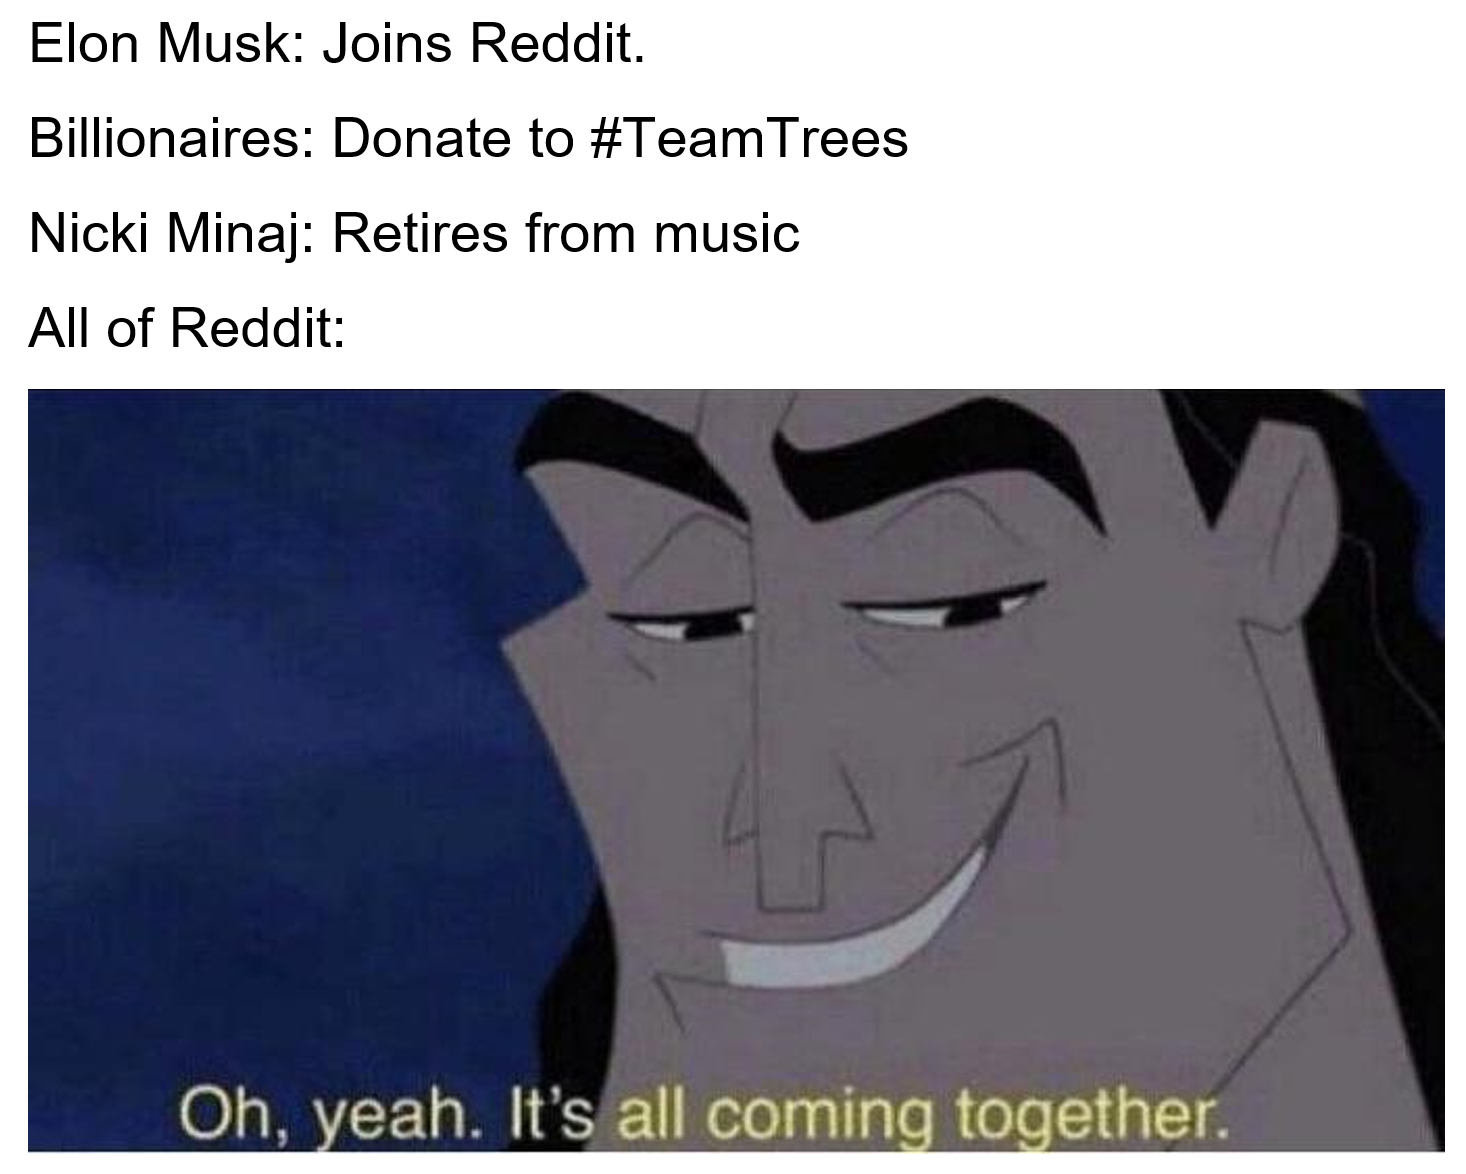 Elon Musk: Joins Reddit.
Billionaires: Donate to #TeamTrees
Nicki Minaj: Retires from music
All of Reddit:
Oh, yeah. It's all coming together.